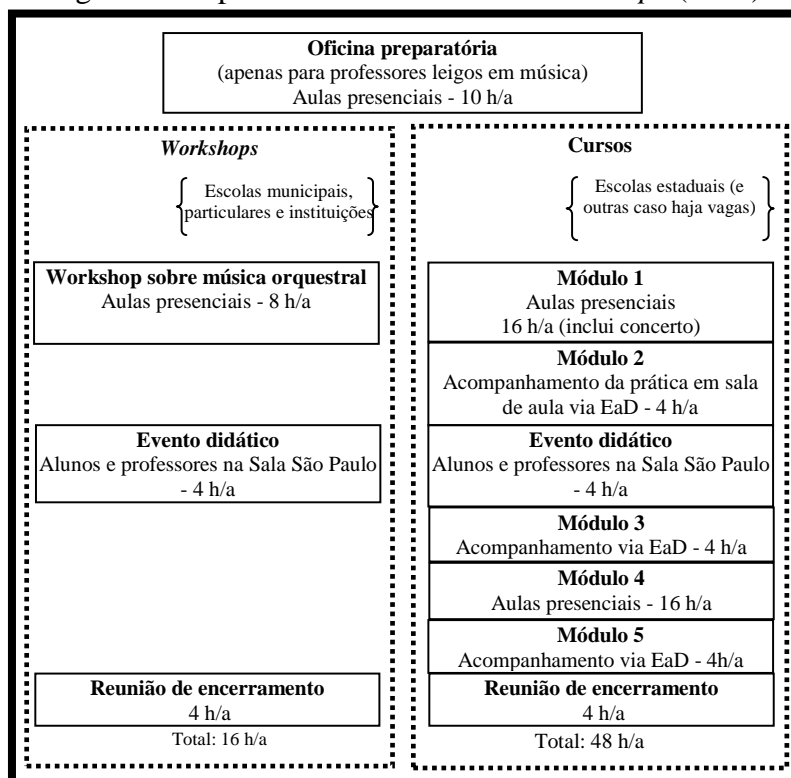 Oficina preparatória
(apenas para professores leigos em música)
Aulas presenciais - 10 h/a
Workshops
Escolas municipais,
particulares e instituições
Workshop sobre música orquestral
Aulas presenciais - 8 h/a
Evento didático
Alunos e professores na Sala São Paulo
- 4 h/a
Reunião de encerramento
4 h/a
Total: 16 h/a
Cursos
Escolas estaduais (e
outras caso haja vagas)
Módulo 1
Aulas presenciais
16 h/a (inclui concerto)
Módulo 2
Acompanhamento da prática em sala
de aula via EaD - 4 h/a
Evento didático
Alunos e professores na Sala São Paulo
- 4 h/a
Módulo 3
Acompanhamento via EaD - 4 h/a
Módulo 4
Aulas presenciais - 16 h/a
Módulo 5
Acompanhamento via EaD - 4h/a
Reunião de encerramento
4 h/a
Total: 48 h/a